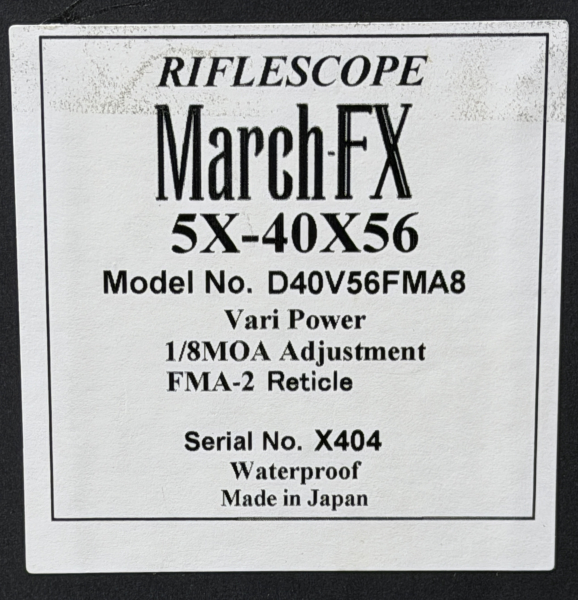 RIFLESCOPE
March-FX
5X-40X56
Model No. D40V56FMA8
Vari Power
1/8MOA Adjustment
FMA-2 Reticle
Serial No. X404
Waterproof
Made in Japan